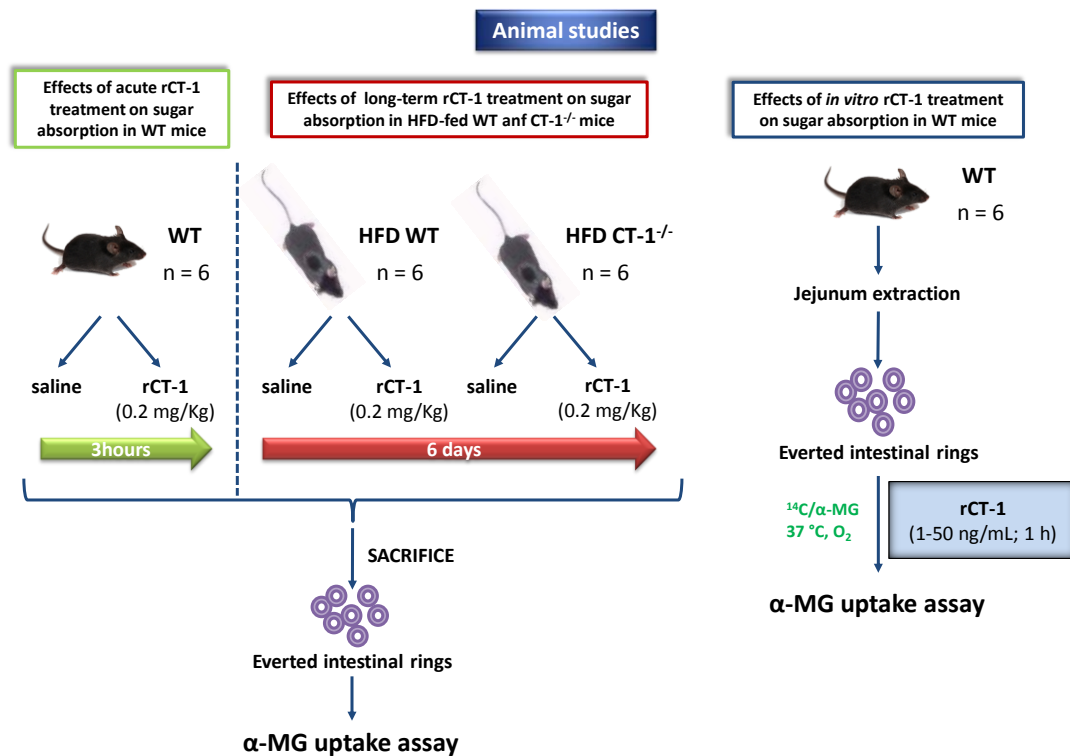 Animal studies
Effects of acute rCT-1
treatment on sugar
absorption in WT mice
WT
n = 6
saline
rCT-1
(0.2 mg/Kg)
3hours
Effects of long-term rCT-1 treatment on sugar
absorption in HFD-fed WT anf CT-1⁻/⁻ mice
HFD WT
n = 6
saline
rCT-1
(0.2 mg/Kg)
HFD CT-1⁻/⁻
n = 6
saline
rCT-1
(0.2 mg/Kg)
6 days
SACRIFICE
Everted intestinal rings
α-MG uptake assay
Effects of in vitro rCT-1 treatment
on sugar absorption in WT mice
WT
n = 6
Jejunum extraction
Everted intestinal rings
¹⁴C/α-MG
37 °C, O₂
rCT-1
(1-50 ng/mL; 1 h)
α-MG uptake assay